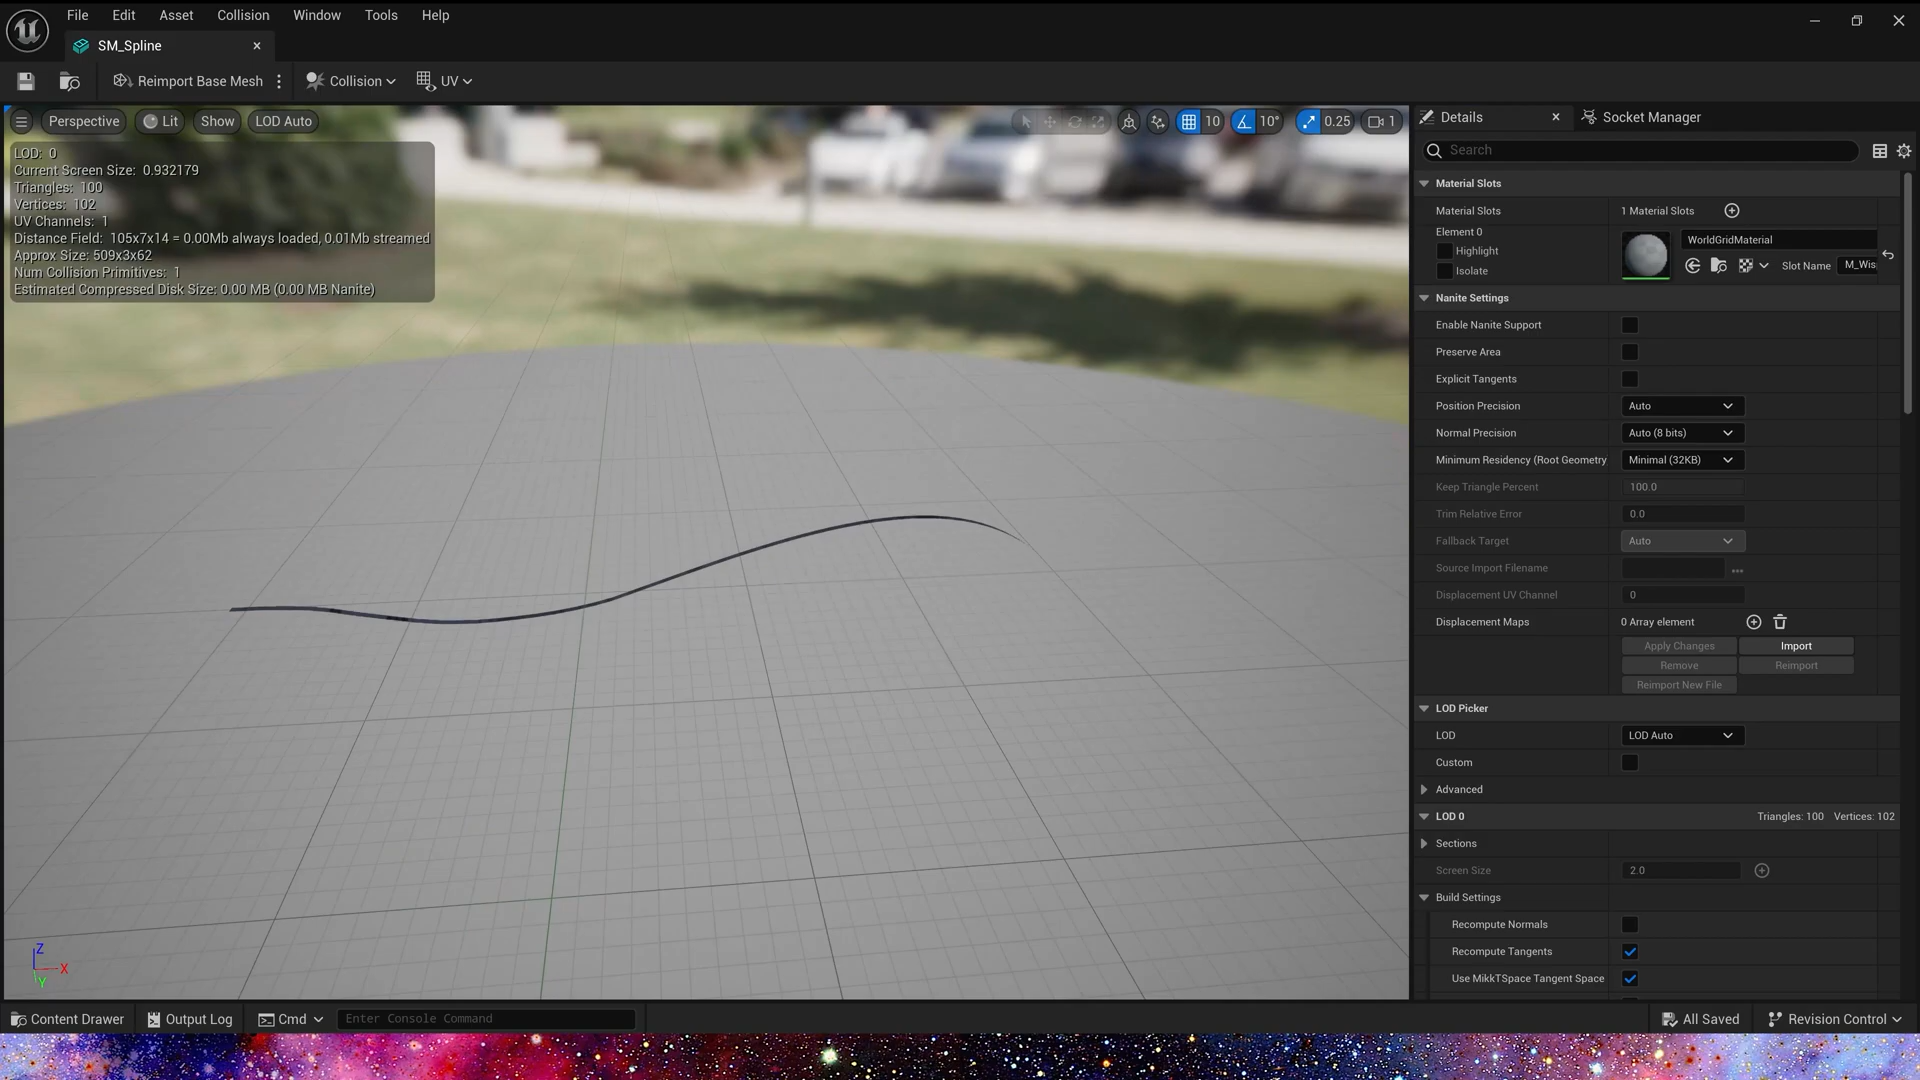 File Edit Asset Collision Window Tools Help
SM_Spline
Reimport Base Mesh Collision UV
Perspective Lit Show LOD Auto 10 10° 0.25 1
LOD: 0
Current Screen Size: 0.932179
Triangles: 100
Vertices: 102
UV Channels: 1
Distance Field: 105x7x14 = 0.00Mb always loaded, 0.01Mb streamed
Approx Size: 509x3x62
Num Collision Primitives: 1
Estimated Compressed Disk Size: 0.00 MB (0.00 MB Nanite)
Z
X
Y
Details Socket Manager
Search
Material Slots
Material Slots 1 Material Slots
Element 0
Highlight
Isolate
WorldGridMaterial
Slot Name M_Wis
Nanite Settings
Enable Nanite Support
Preserve Area
Explicit Tangents
Position Precision Auto
Normal Precision Auto (8 bits)
Minimum Residency (Root Geometry Minimal (32KB)
Keep Triangle Percent 100.0
Trim Relative Error 0.0
Fallback Target Auto
Source Import Filename
Displacement UV Channel 0
Displacement Maps 0 Array element
Apply Changes Import
Remove Reimport
Reimport New File
LOD Picker
LOD LOD Auto
Custom
Advanced
LOD 0 Triangles: 100 Vertices: 102
Sections
Screen Size 2.0
Build Settings
Recompute Normals
Recompute Tangents
Use MikkTSpace Tangent Space
Content Drawer Output Log Cmd Enter Console Command All Saved Revision Control